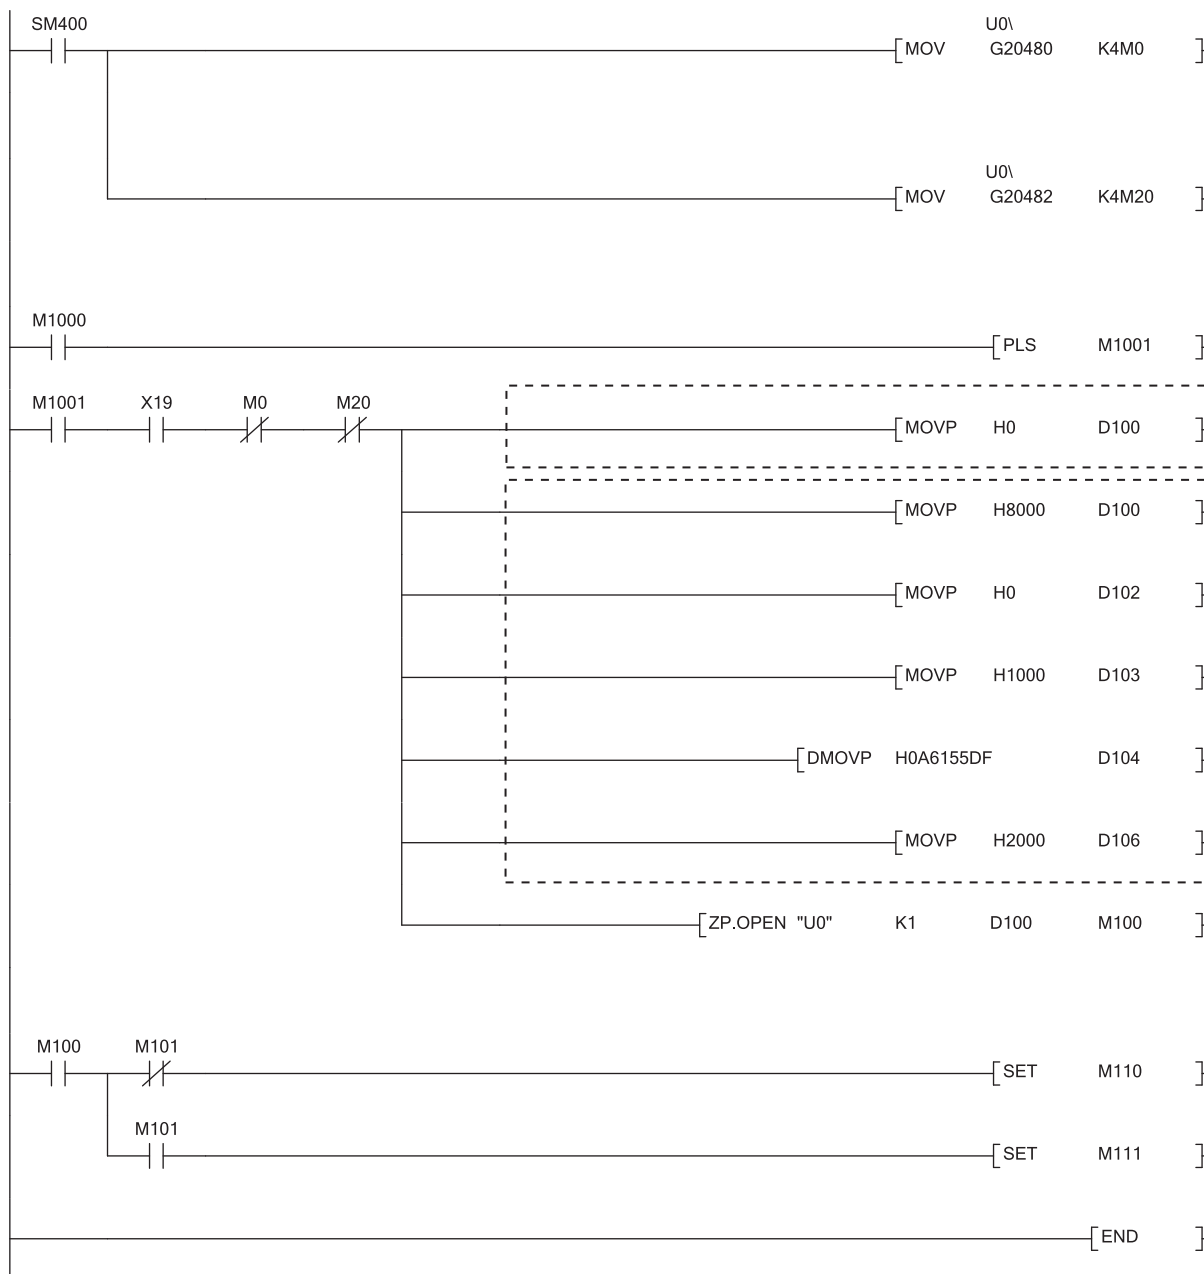 SM400
U0\
MOV G20480 K4M0
U0\
MOV G20482 K4M20
M1000
PLS M1001
M1001 X19 M0 M20
MOVP H0 D100
MOVP H8000 D100
MOVP H0 D102
MOVP H1000 D103
DMOVP H0A6155DF D104
MOVP H2000 D106
ZP.OPEN "U0" K1 D100 M100
M100 M101
SET M110
M101
SET M111
END